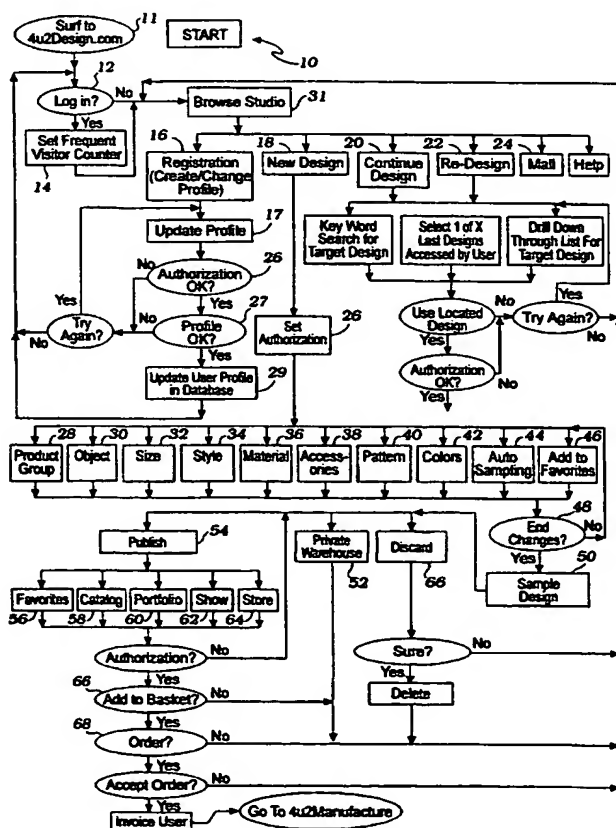 Surf to
4u2Design.com
11
START
10
12
Log in?
No
Yes
Browse Studio
31
Set Frequent
Visitor Counter
14
16
Registration
(Create/Change
Profile)
18
New Design
20
Continue
Design
22
Re-Design
24
Mall
Help
Update Profile
17
Key Word
Search for
Target Design
Select 1 of X
Last Designs
Accessed by User
Drill Down
Through List For
Target Design
No
Authorization
OK?
26
Yes
Yes
Try
Again?
No
No
Profile
OK?
27
Yes
Set
Authorization
26
Use Located
Design
No
Yes
Try Again?
Yes
No
Update User Profile
in Database
29
Authorization
OK?
No
Yes
28
Product
Group
30
Object
32
Size
34
Style
36
Material
38
Access-
ories
40
Pattern
42
Colors
44
Auto
Sampling
46
Add to
Favorites
48
End
Changes?
No
Yes
50
Sample
Design
Publish
54
Private
Warehouse
52
Discard
66
Favorites
56
Catalog
58
Portfolio
60
Show
62
Store
64
Authorization?
No
Yes
Sure?
No
Yes
66
Add to Basket?
No
Yes
Delete
68
Order?
No
Yes
Accept Order?
No
Yes
Invoice User
Go To 4u2Manufacture